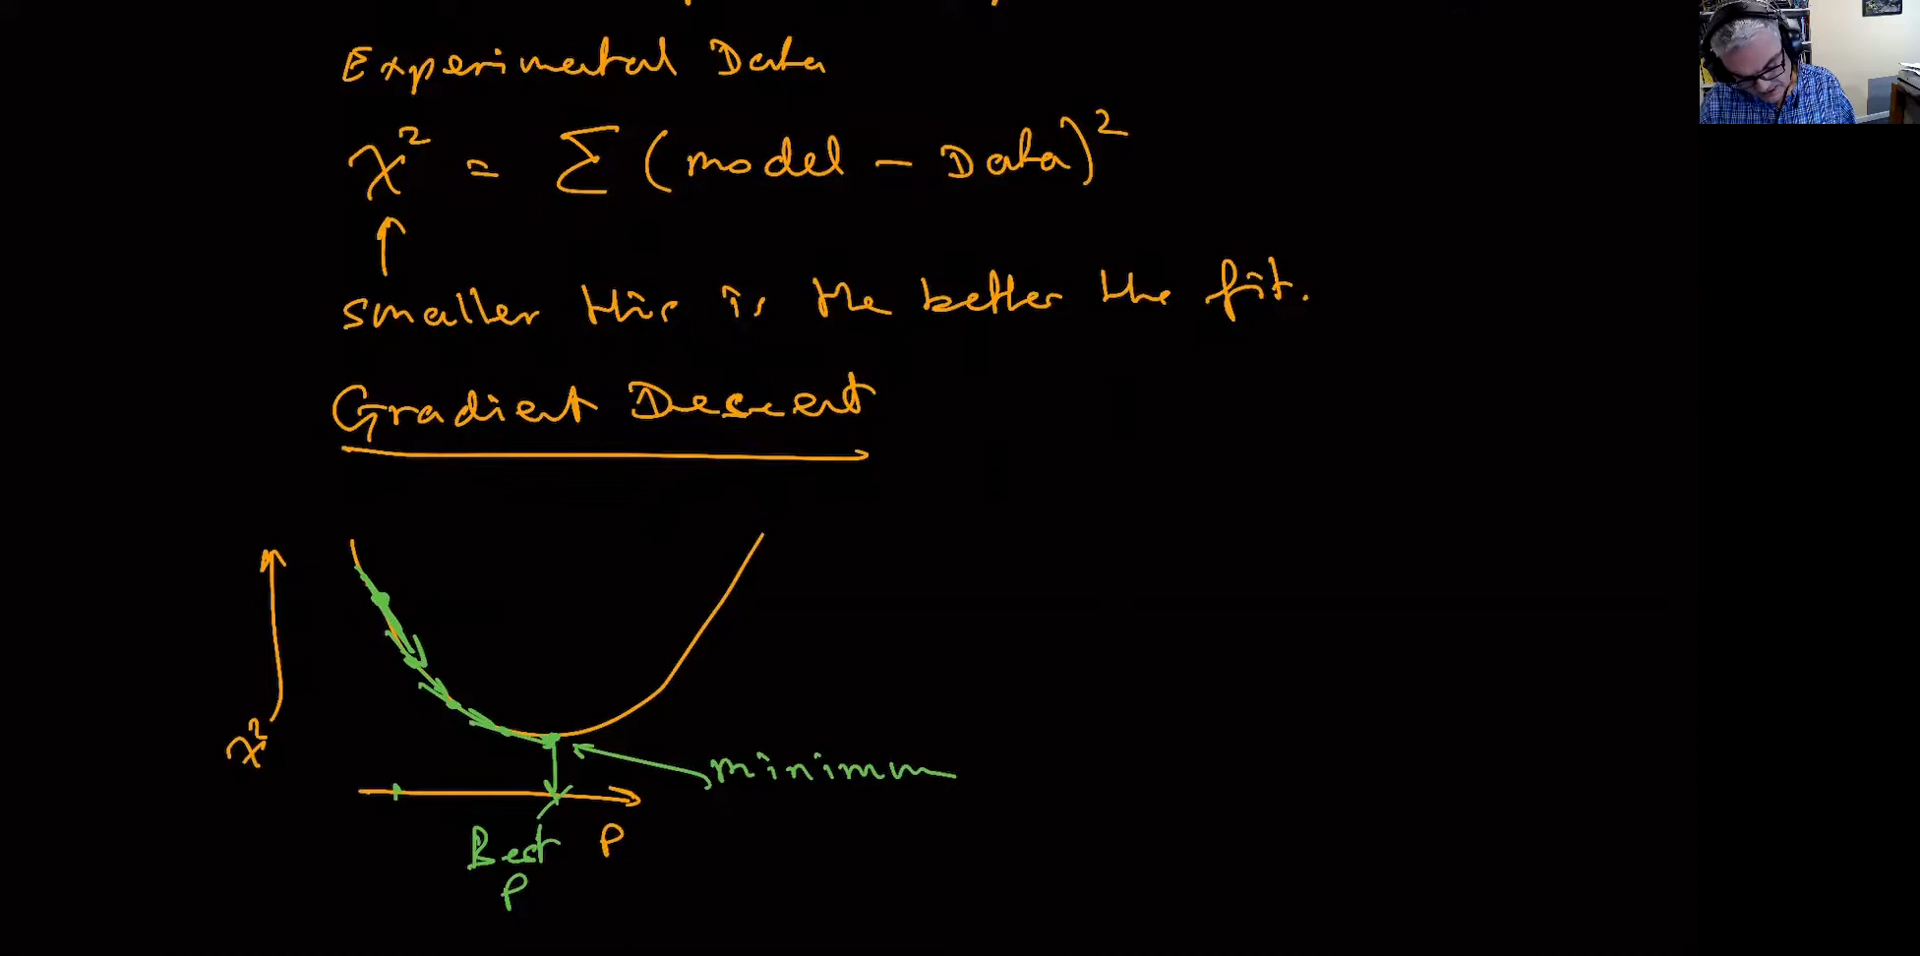 Experimental Data
χ² = Σ (model - Data)²
smaller this is the better the fit.
Gradient Descent
χ²
minimum
Best P
P